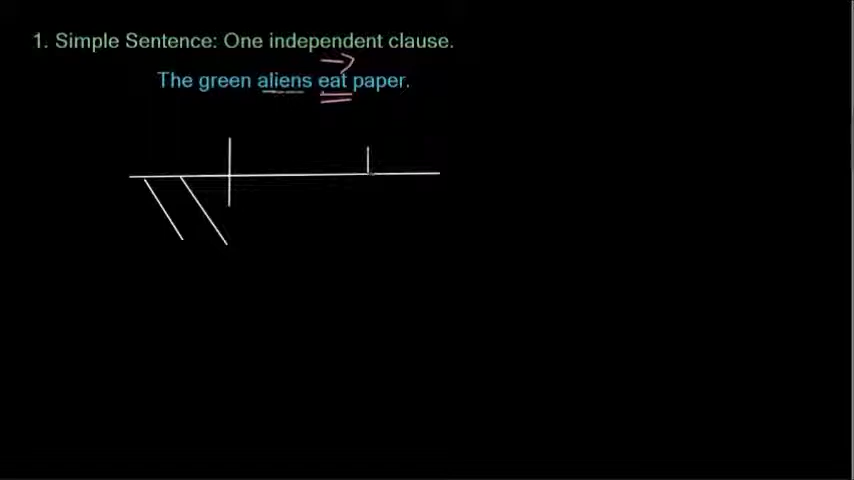 1. Simple Sentence: One independent clause.
The green aliens eat paper.